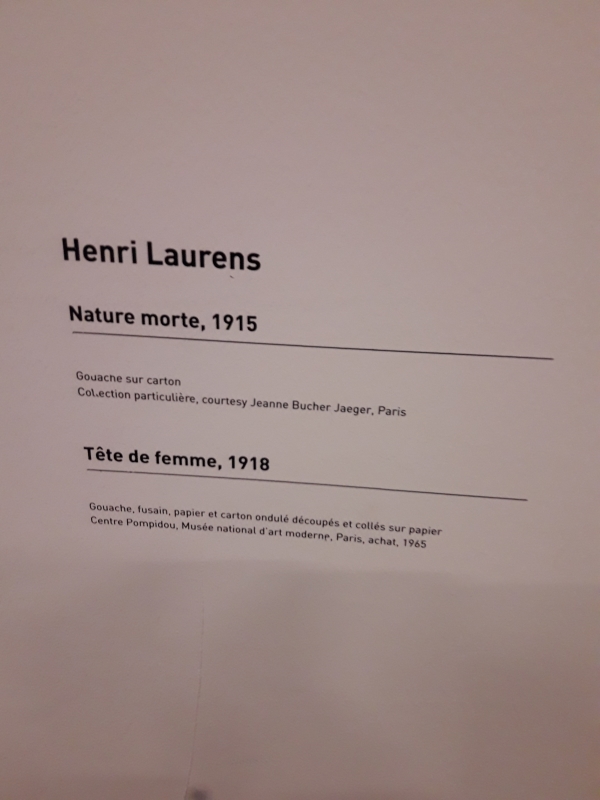 Henri Laurens
Nature morte, 1915
Gouache sur carton
Collection particulière, courtesy Jeanne Bucher Jaeger, Paris
Tête de femme, 1918
Gouache, fusain, papier et carton ondulé découpés et collés sur papier
Centre Pompidou, Musée national d'art moderne, Paris, achat, 1965